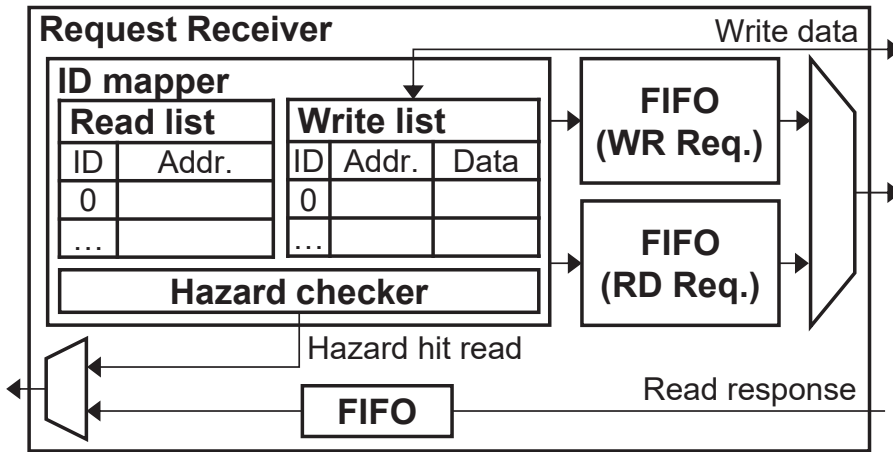 Request Receiver
Write data
ID mapper
Read list
ID Addr.
0
...
Write list
ID Addr. Data
0
...
Hazard checker
FIFO
(WR Req.)
FIFO
(RD Req.)
Hazard hit read
Read response
FIFO